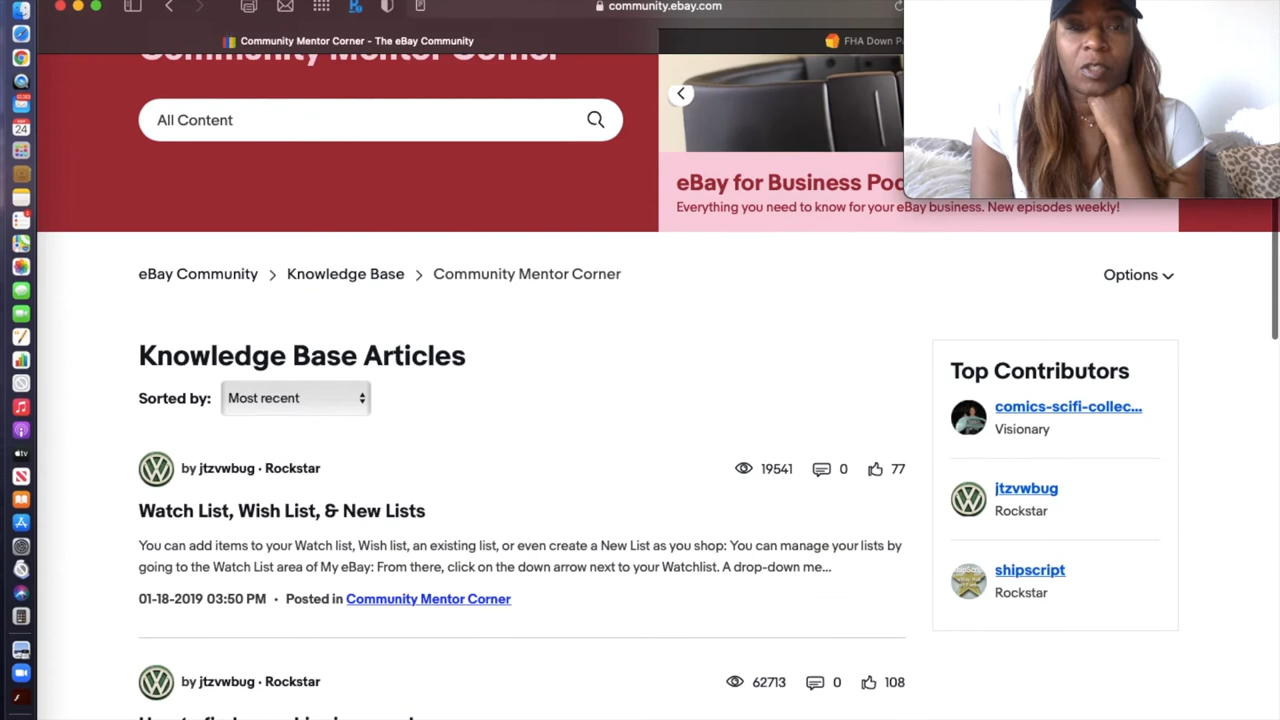 community.ebay.com
Community Mentor Corner - The eBay Community
FHA Down Pa
Community Mentor Corner
All Content
eBay for Business Poc
Everything you need to know for your eBay business. New episodes weekly!
eBay Community > Knowledge Base > Community Mentor Corner
Options
Knowledge Base Articles
Sorted by: Most recent
Top Contributors
comics-scifi-collec...
Visionary
jtzvwbug
Rockstar
shipscript
Rockstar
by jtzvwbug · Rockstar 19541 0 77
Watch List, Wish List, & New Lists
You can add items to your Watch list, Wish list, an existing list, or even create a New List as you shop: You can manage your lists by
going to the Watch List area of My eBay: From there, click on the down arrow next to your Watchlist. A drop-down me...
01-18-2019 03:50 PM · Posted in Community Mentor Corner
by jtzvwbug · Rockstar 62713 0 108